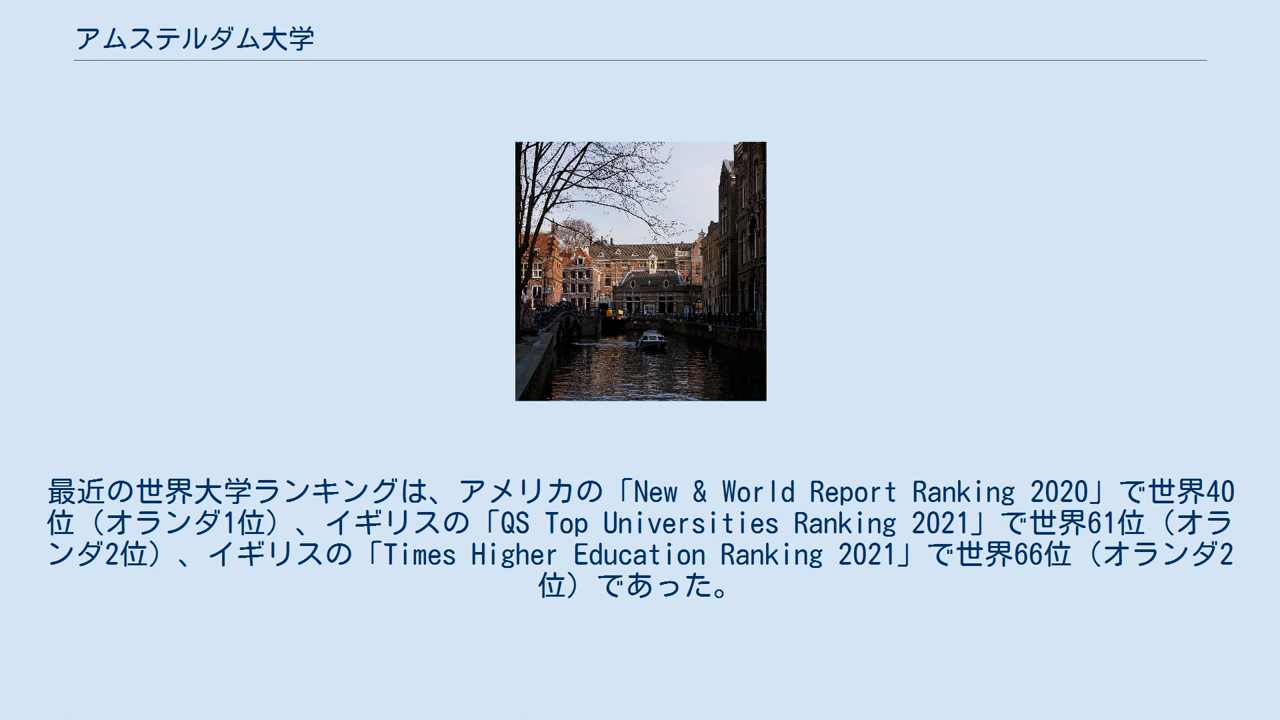 アムステルダム大学
最近の世界大学ランキングは、アメリカの「New & World Report Ranking 2020」で世界40
位（オランダ1位）、イギリスの「QS Top Universities Ranking 2021」で世界61位（オラ
ンダ2位）、イギリスの「Times Higher Education Ranking 2021」で世界66位（オランダ2
位）であった。